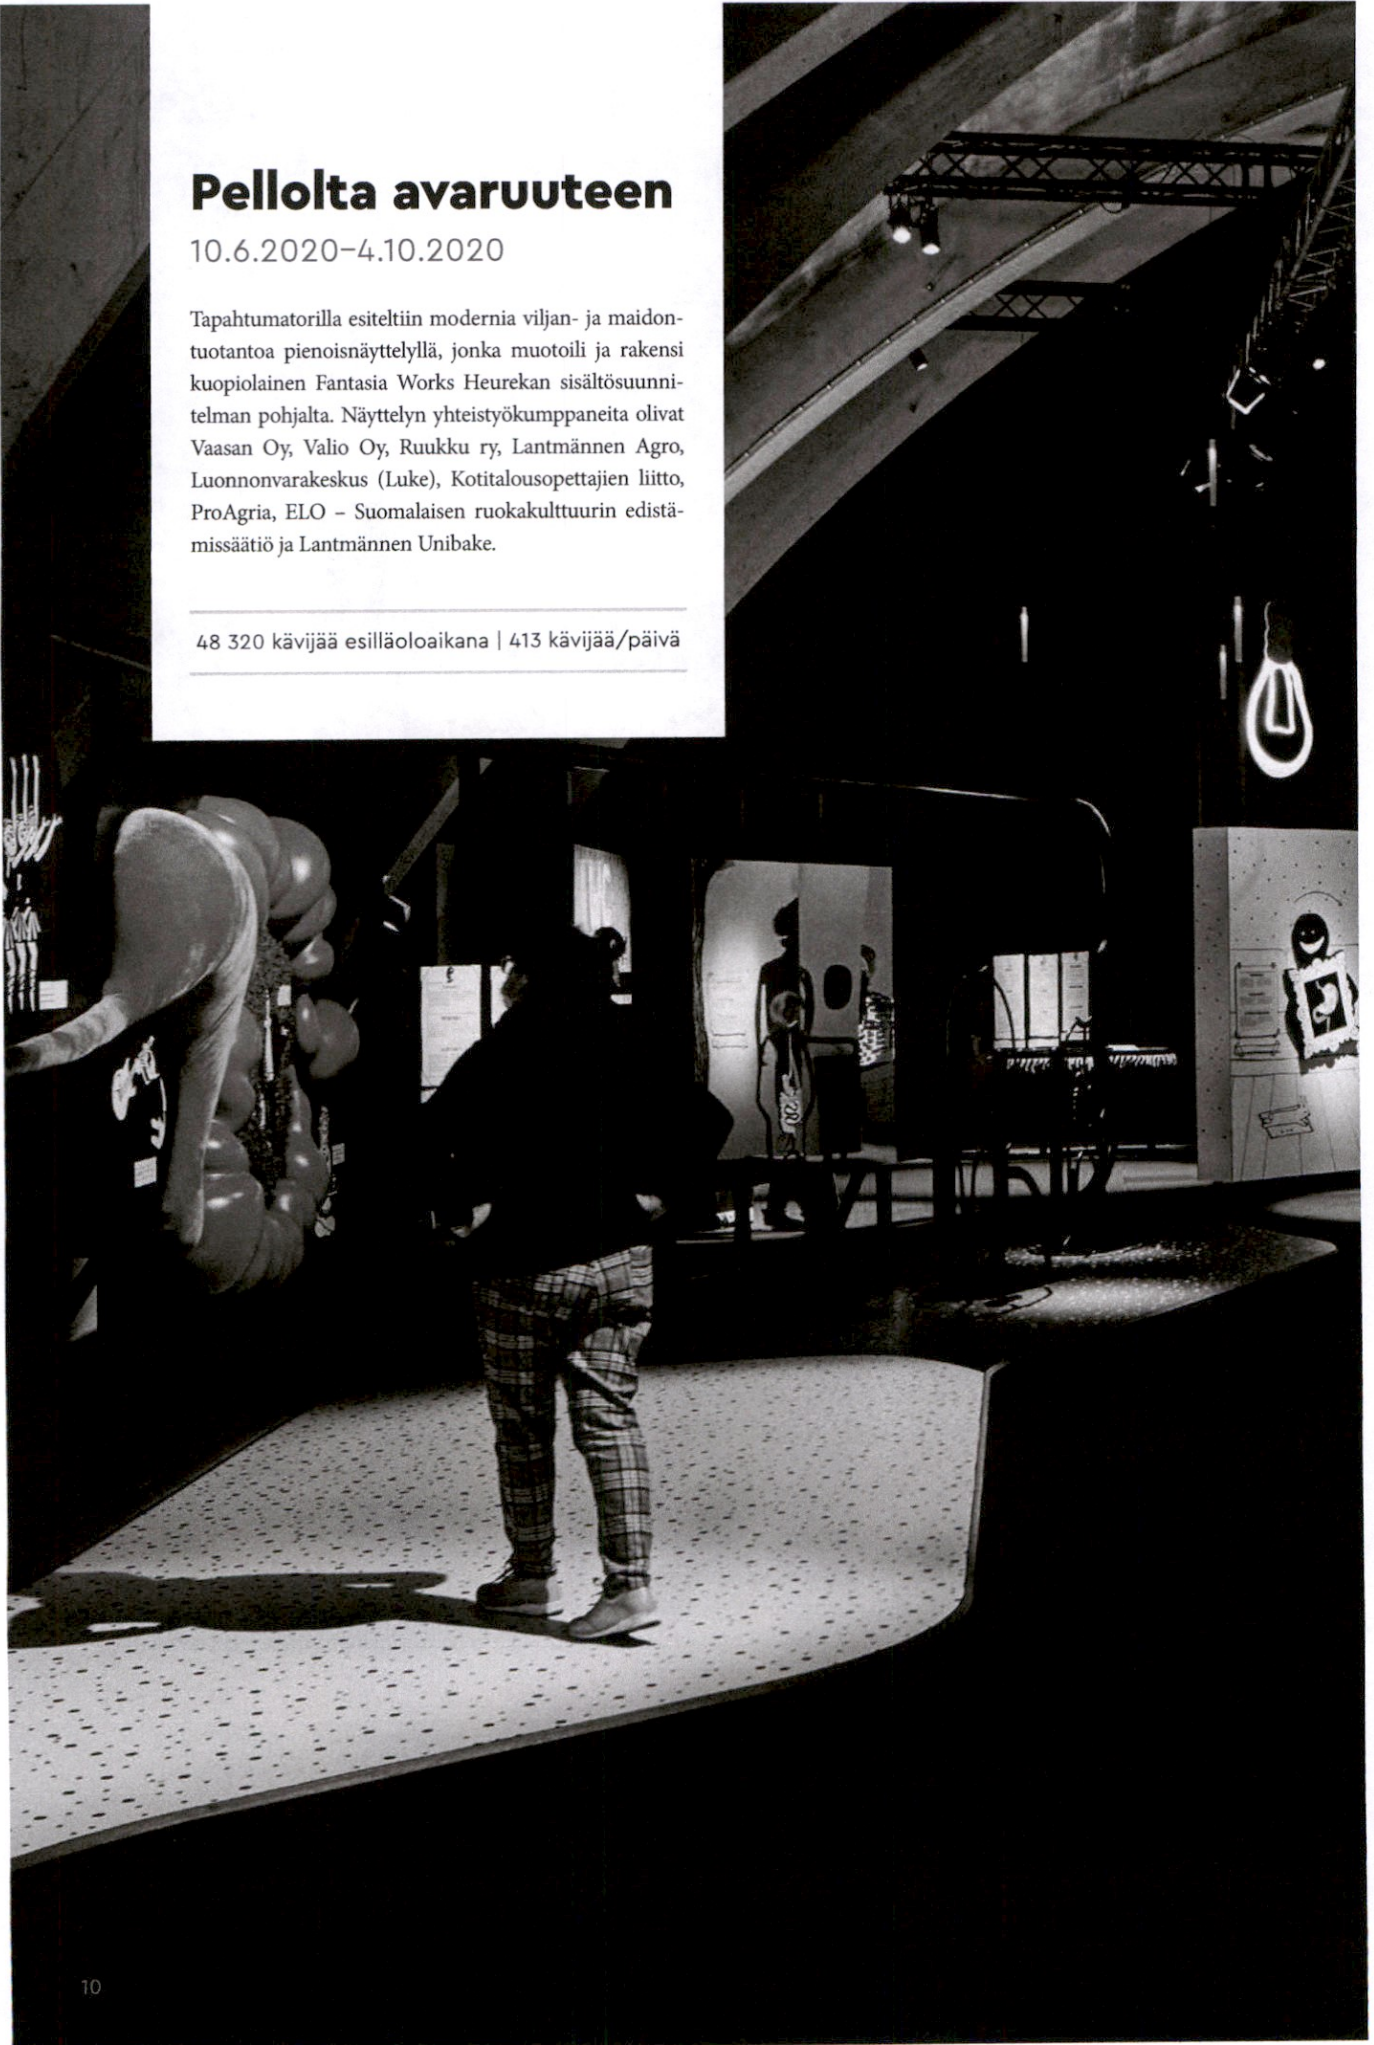 Pellolta avaruuteen
10.6.2020–4.10.2020
Tapahtumatorilla esiteltiin modernia viljan- ja maidon-
tuotantoa pienoisnäyttelyllä, jonka muotoili ja rakensi
kuopiolainen Fantasia Works Heurekan sisältösuunni-
telman pohjalta. Näyttelyn yhteistyökumppaneita olivat
Vaasan Oy, Valio Oy, Ruukku ry, Lantmännen Agro,
Luonnonvarakeskus (Luke), Kotitalousopettajien liitto,
ProAgria, ELO – Suomalaisen ruokakulttuurin edistä-
missäätiö ja Lantmännen Unibake.
48 320 kävijää esilläoloaikana | 413 kävijää/päivä
10